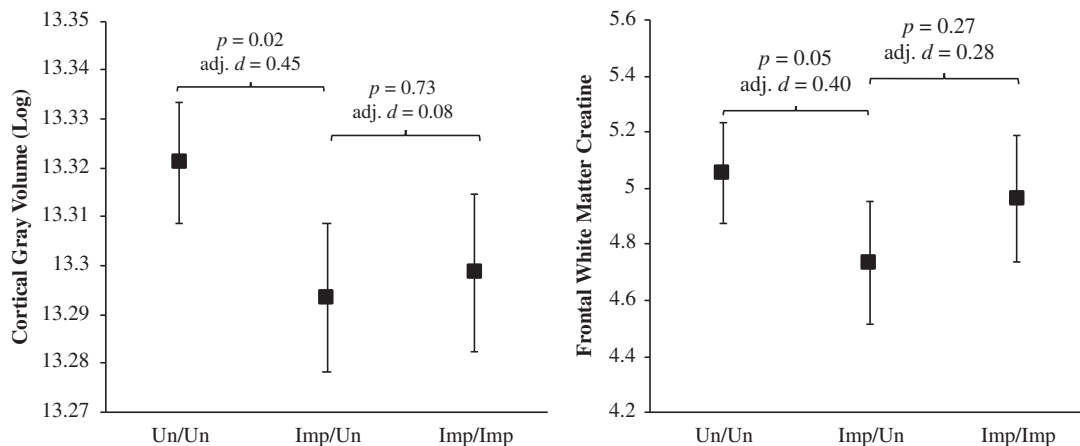 Cortical Gray Volume (Log)
13.35
13.34
13.33
13.32
13.31
13.3
13.29
13.28
13.27
p = 0.02
adj. d = 0.45
p = 0.73
adj. d = 0.08
Un/Un
Imp/Un
Imp/Imp
Frontal White Matter Creatine
5.6
5.4
5.2
5
4.8
4.6
4.4
4.2
p = 0.05
adj. d = 0.40
p = 0.27
adj. d = 0.28
Un/Un
Imp/Un
Imp/Imp